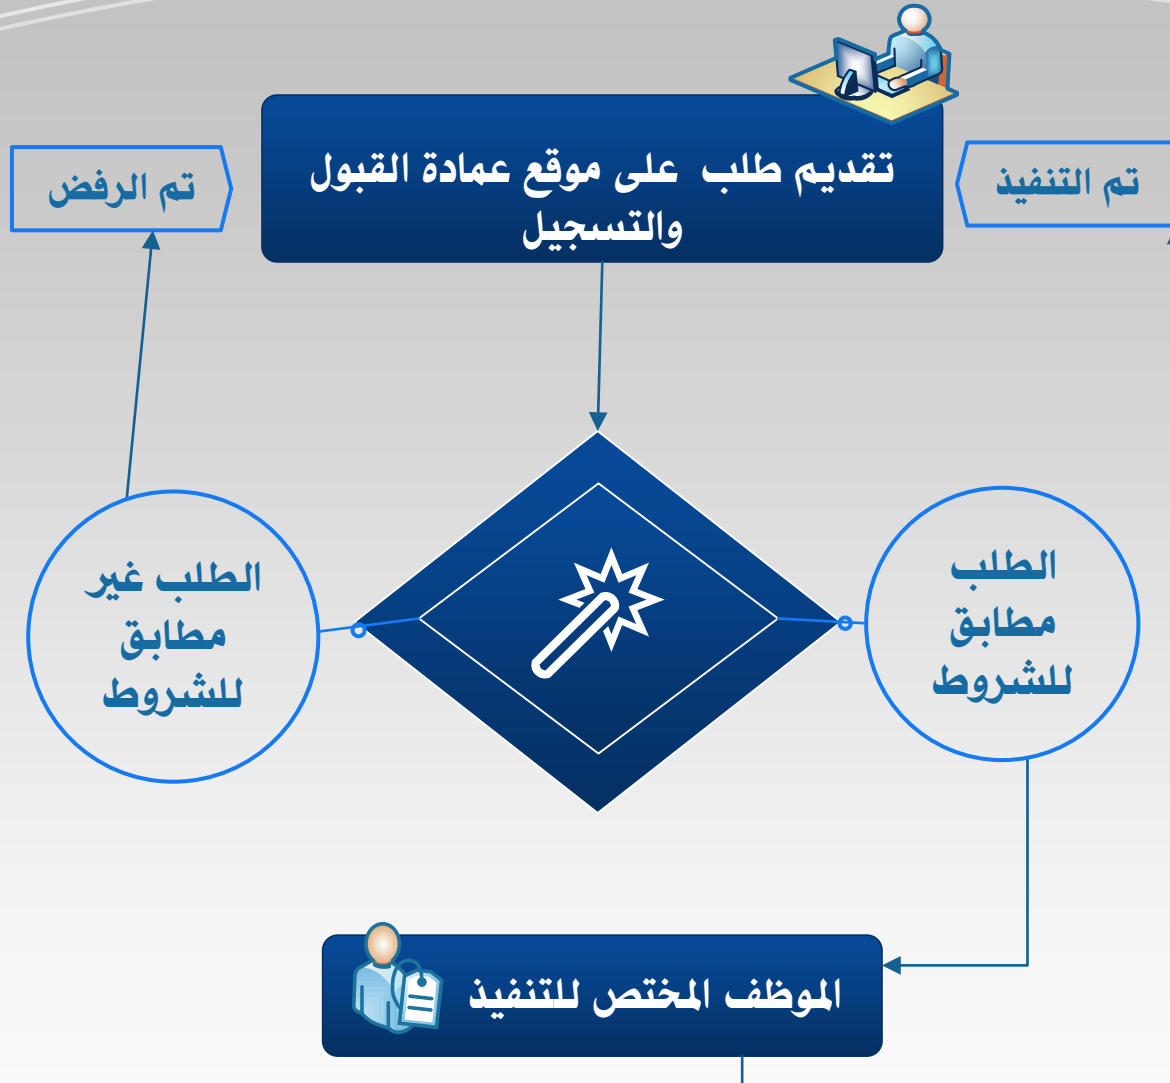 تقديم طلب على موقع عمادة القبول
والتسجيل
تم التنفيذ
تم الرفض
الطلب
مطابق
للشروط
الطلب غير
مطابق
للشروط
الموظف المختص للتنفيذ